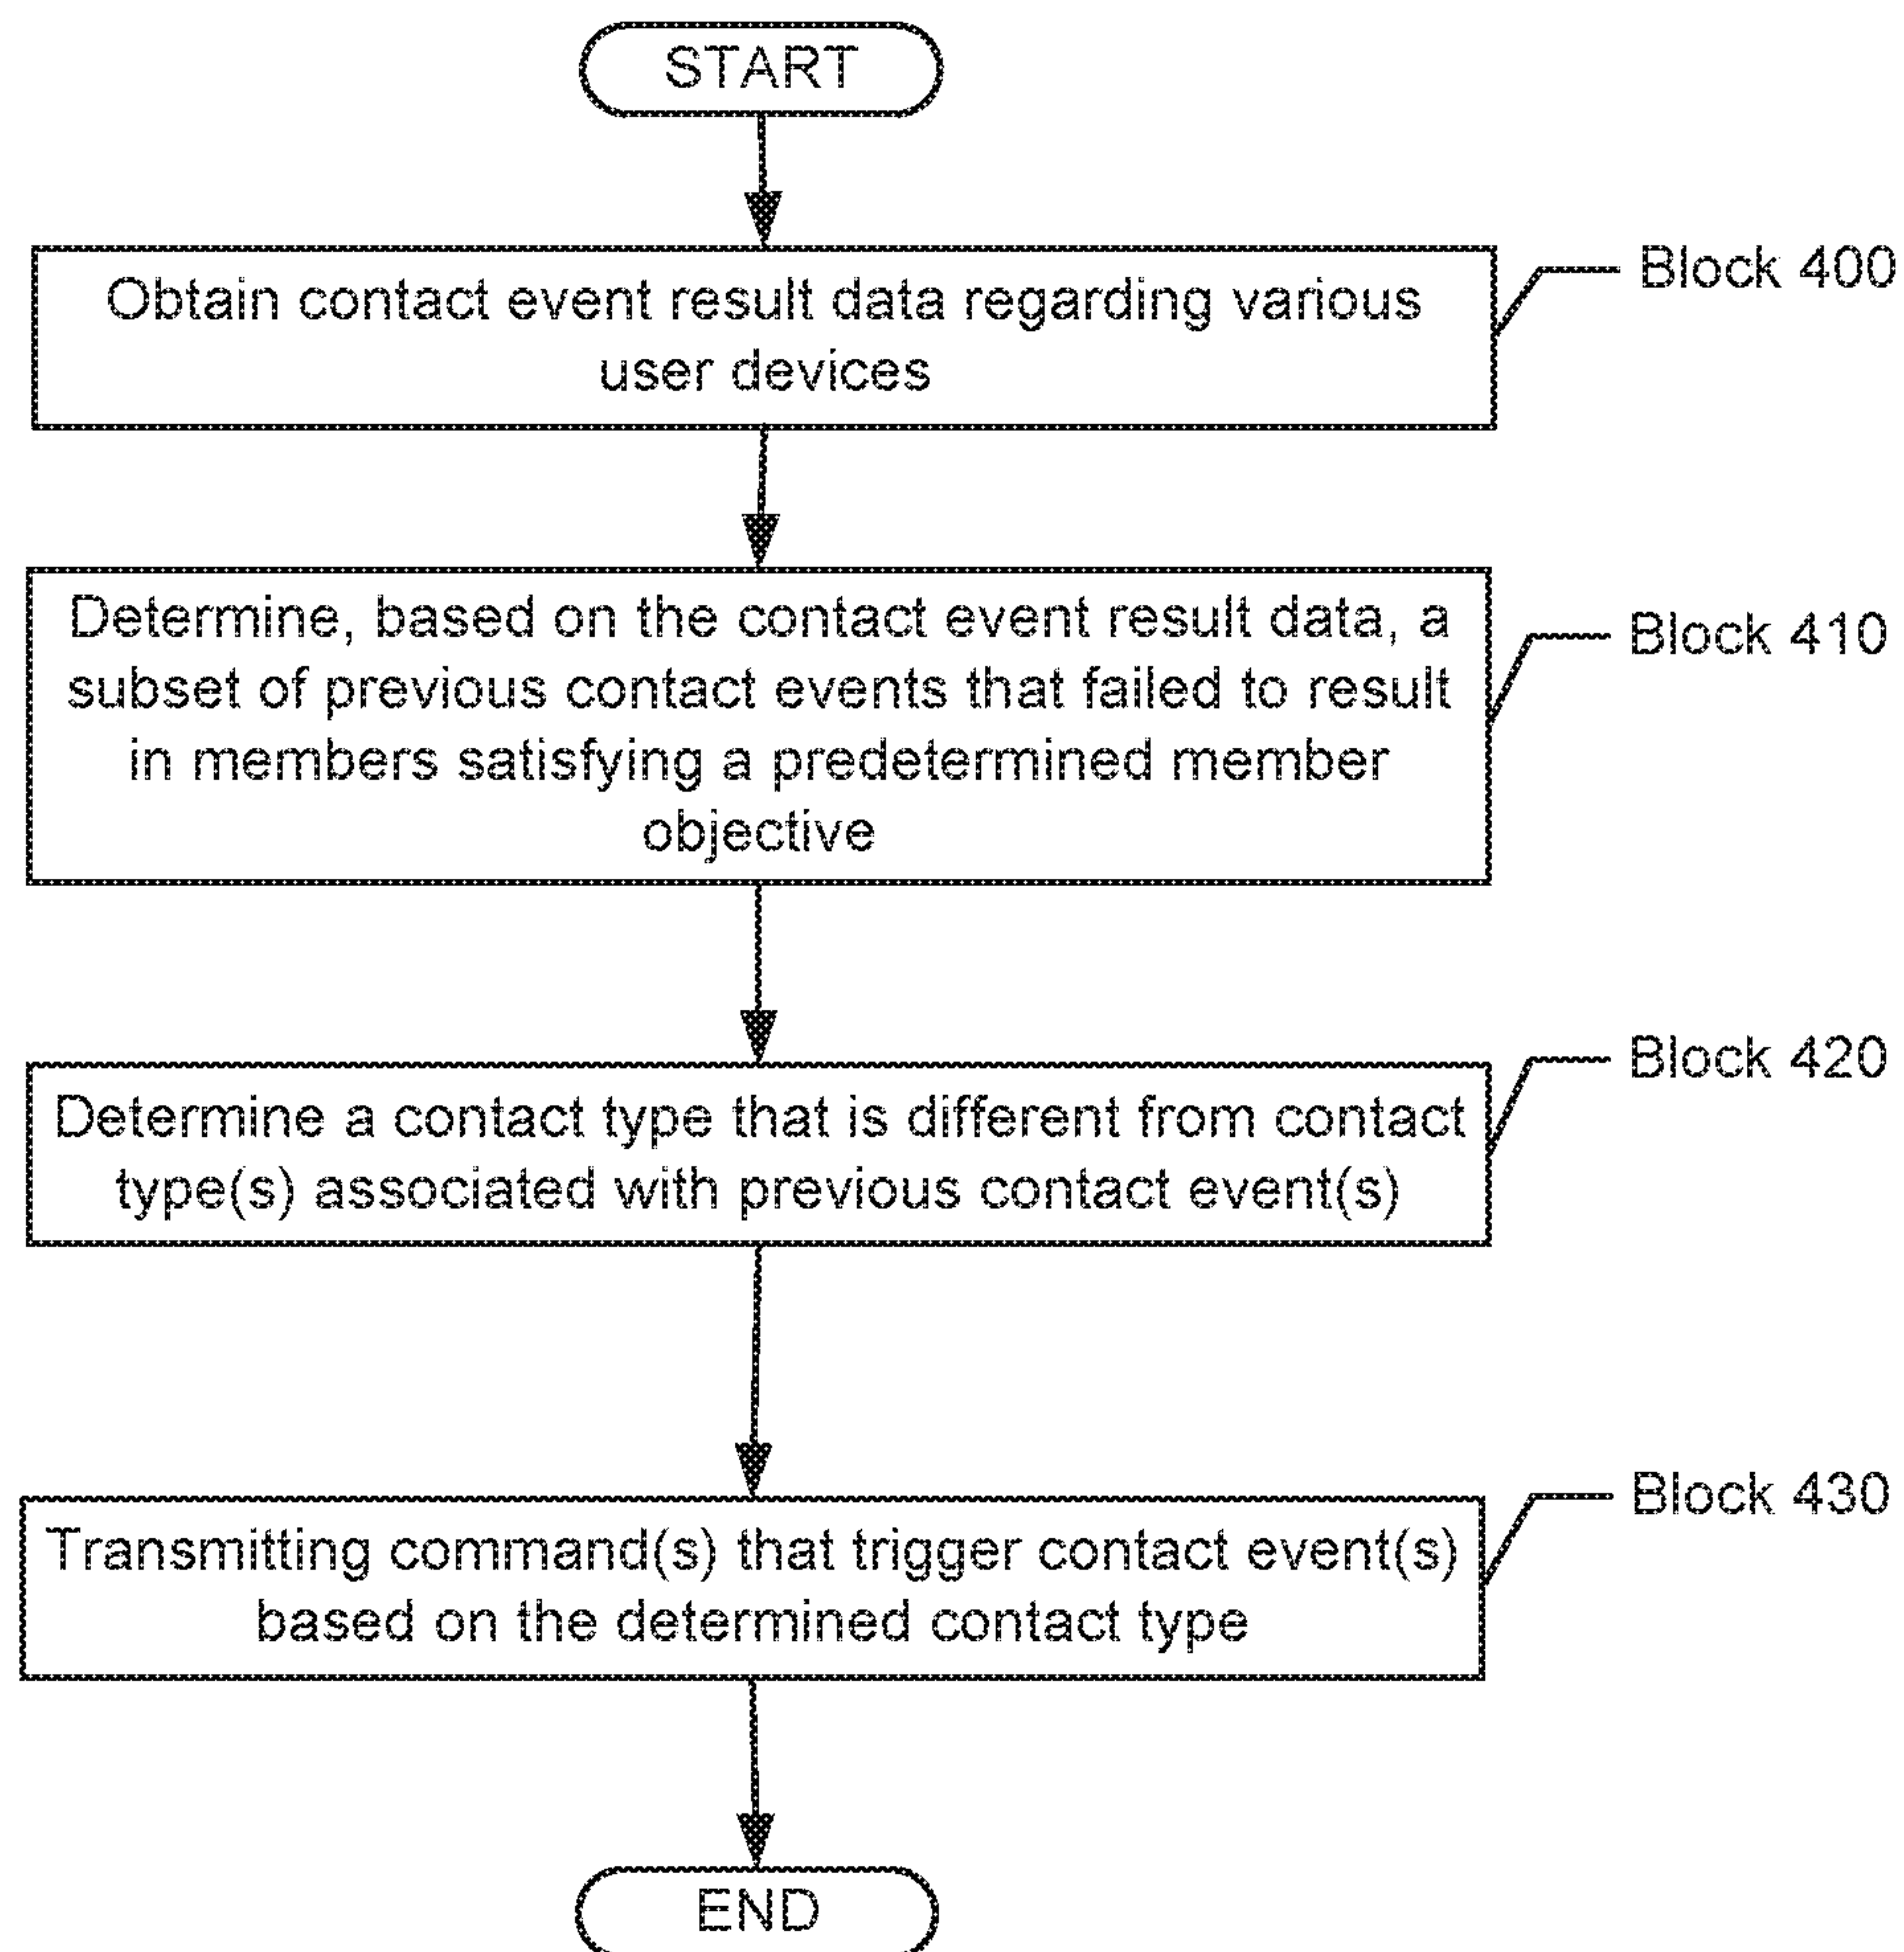 START
Obtain contact event result data regarding various
user devices
Block 400
Determine, based on the contact event result data, a
subset of previous contact events that failed to result
in members satisfying a predetermined member
objective
Block 410
Determine a contact type that is different from contact
type(s) associated with previous contact event(s)
Block 420
Transmitting command(s) that trigger contact event(s)
based on the determined contact type
Block 430
END